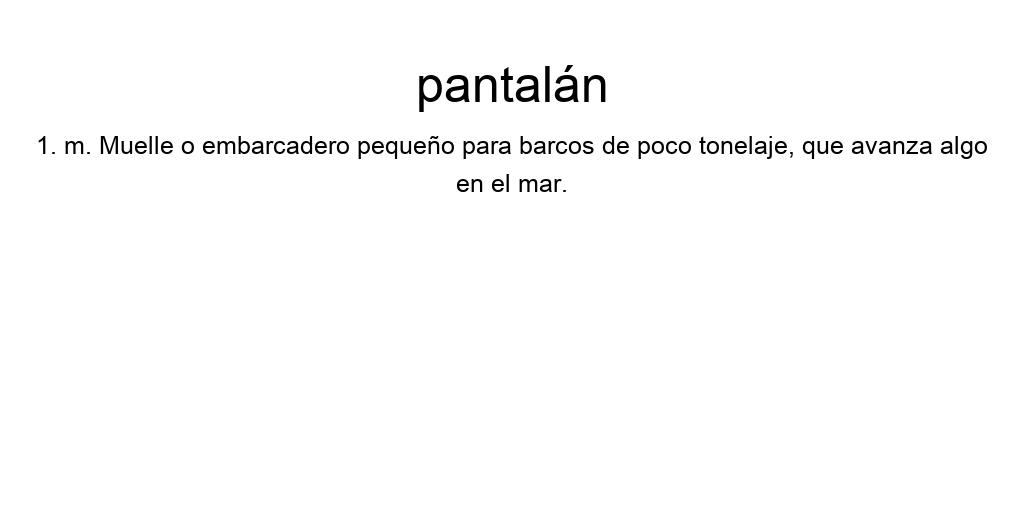 pantalán
1. m. Muelle o embarcadero pequeño para barcos de poco tonelaje, que avanza algo
en el mar.